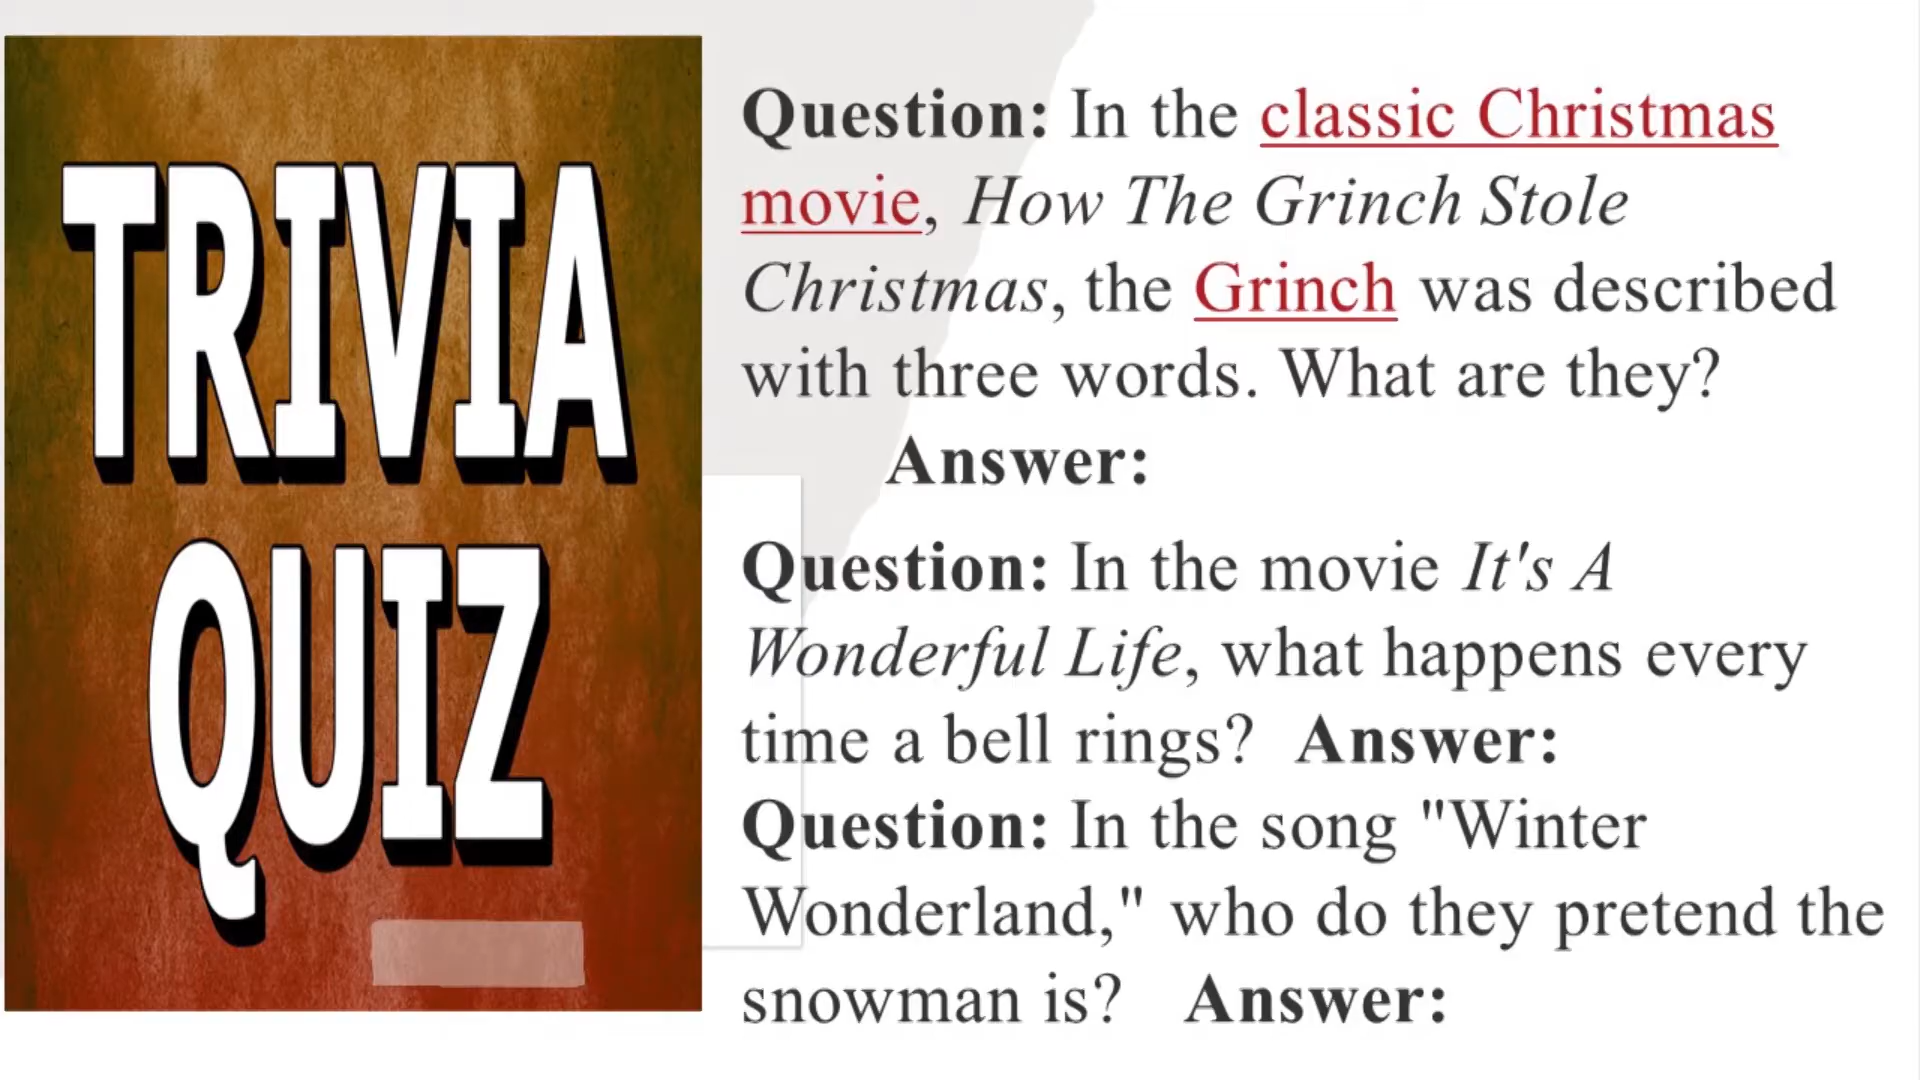 TRIVIA
QUIZ
Question: In the classic Christmas
movie, How The Grinch Stole
Christmas, the Grinch was described
with three words. What are they?
Answer:
Question: In the movie It's A
Wonderful Life, what happens every
time a bell rings? Answer:
Question: In the song "Winter
Wonderland," who do they pretend the
snowman is? Answer: